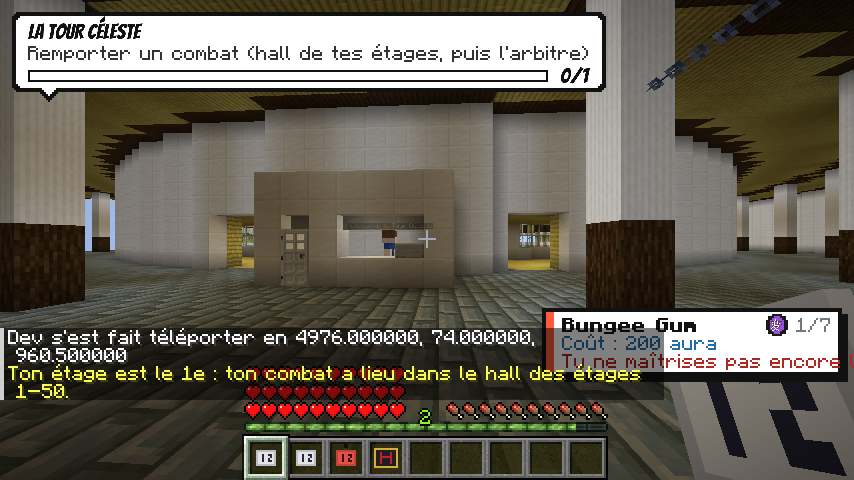 LA TOUR CÉLESTE
Remporter un combat (hall de tes étages, puis l'arbitre)
0/1
Bungee Gum 1/7
Coût : 200 aura
Tu ne maîtrises pas encore
Dev s'est fait téléporter en 4976.000000, 74.000000,
960.500000
Ton étage est le 1e : ton combat a lieu dans le hall des étages
1-50.
2
12 12 12 H
12